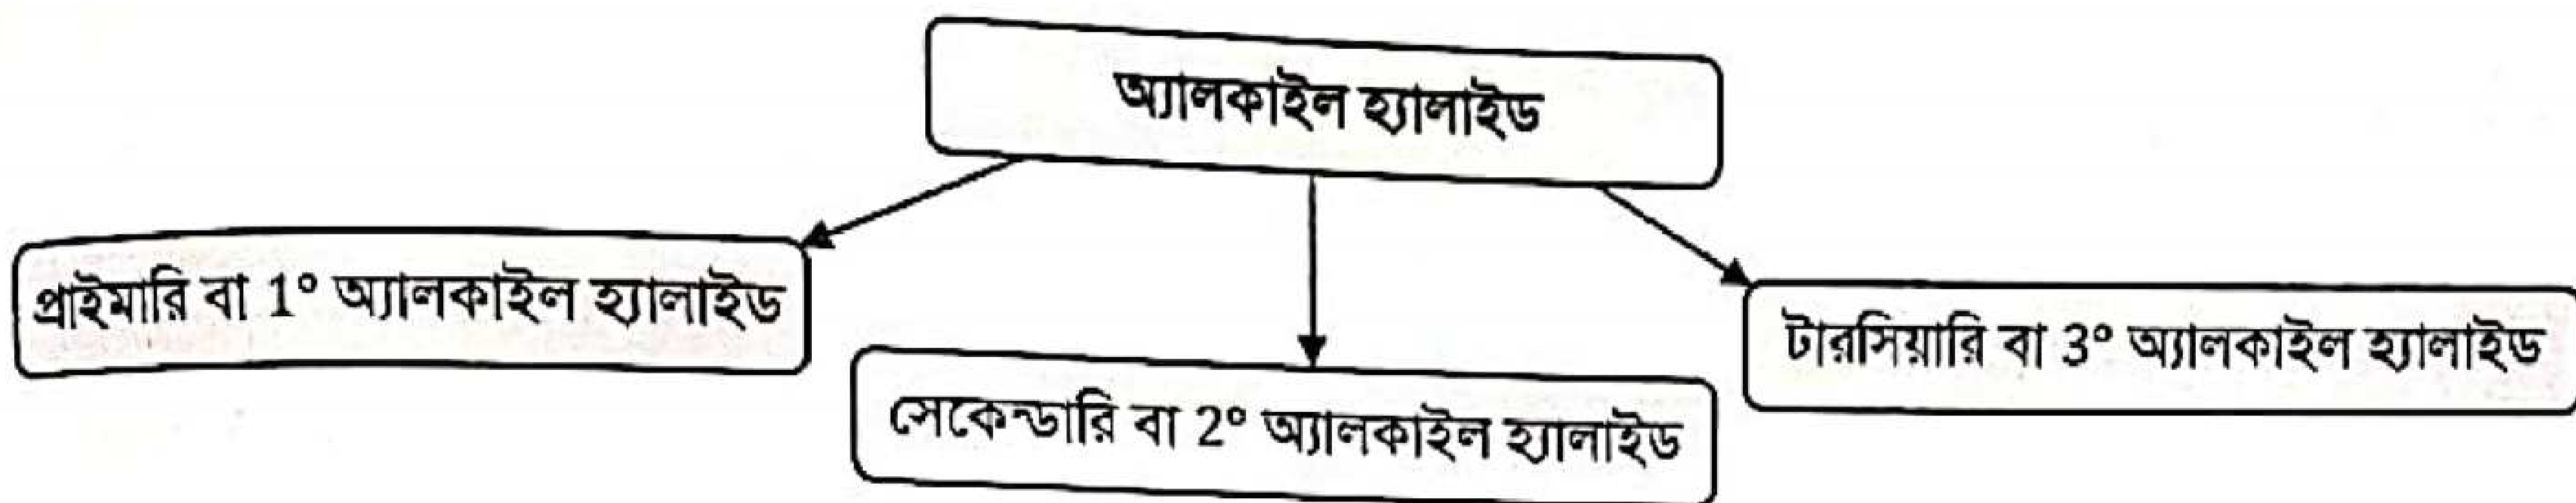 অ্যালকাইল হ্যালাইড
প্রাইমারি বা 1° অ্যালকাইল হ্যালাইড
সেকেন্ডারি বা 2° অ্যালকাইল হ্যালাইড
টারসিয়ারি বা 3° অ্যালকাইল হ্যালাইড